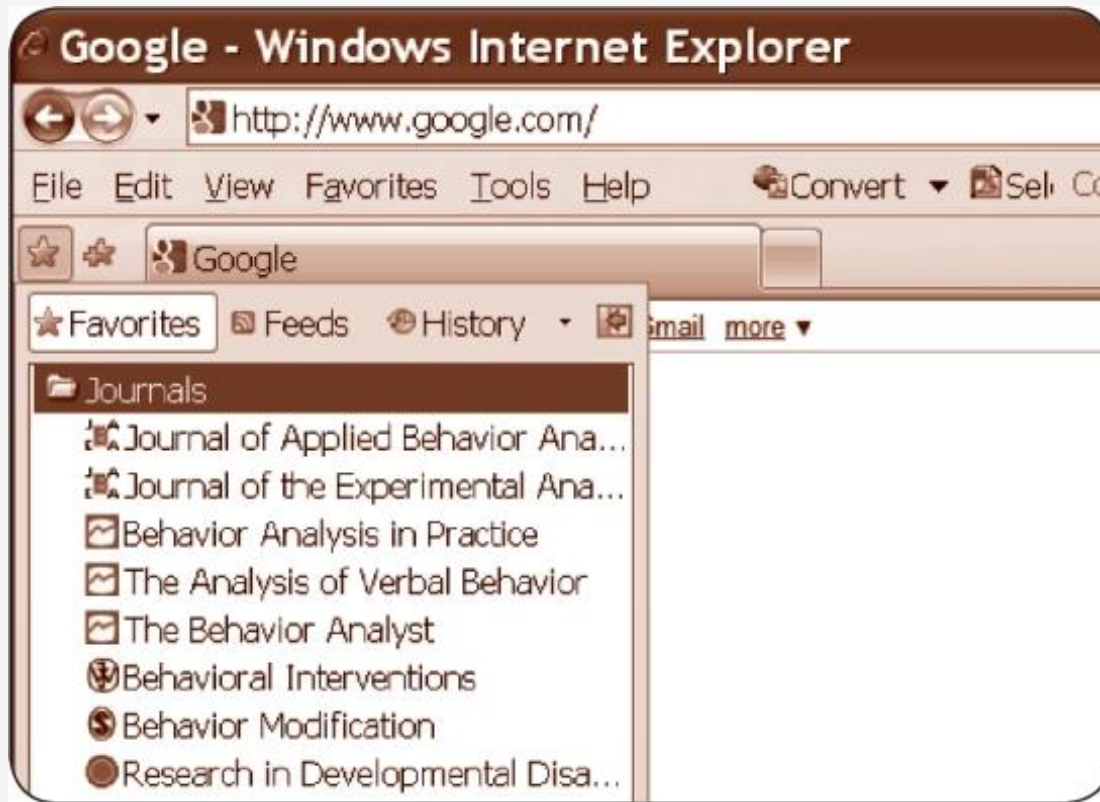 Google - Windows Internet Explorer
http://www.google.com/
File Edit View Favorites Tools Help Convert
Google
Favorites Feeds History more
Journals
Journal of Applied Behavior Ana...
Journal of the Experimental Ana...
Behavior Analysis in Practice
The Analysis of Verbal Behavior
The Behavior Analyst
Behavioral Interventions
Behavior Modification
Research in Developmental Disa...